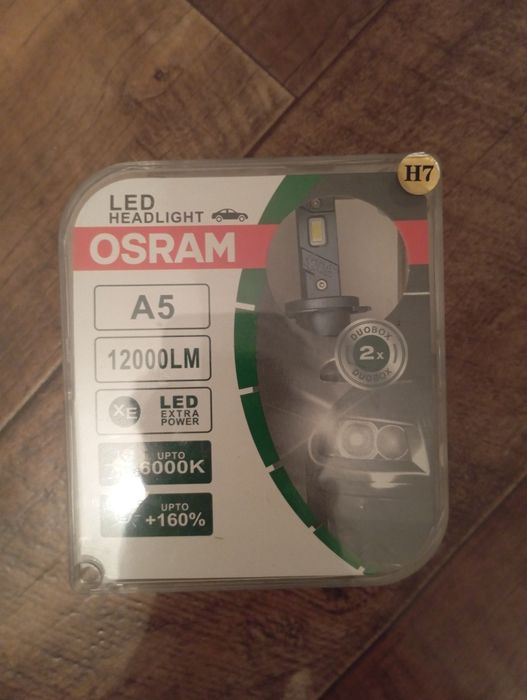 H7
LED
HEADLIGHT
OSRAM
A5
12000LM
XE
LED
EXTRA
POWER
UPTO
6000K
UPTO
+160%
DUOBOX
2x
DUOBOX